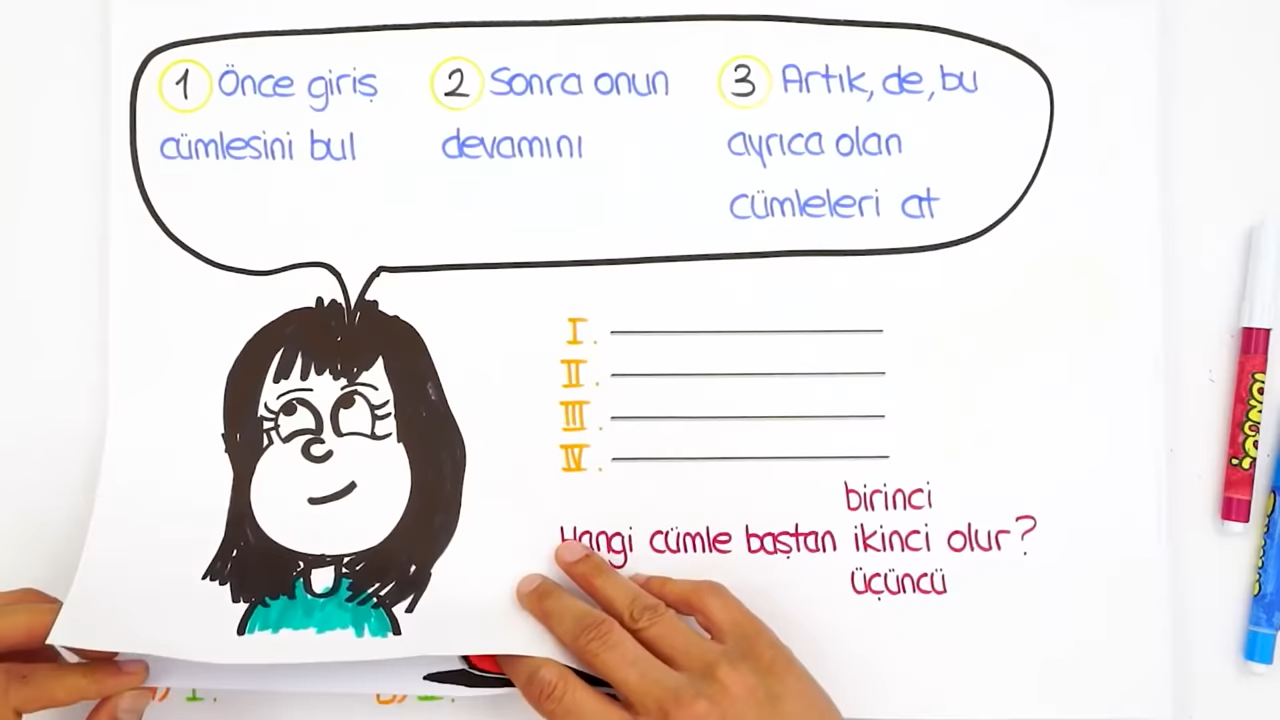 1 Önce giriş
cümlesini bul
2 Sonra onun
devamını
3 Artık, de, bu
ayrıca olan
cümleleri at
I.
II.
III.
IV.
birinci
Hangi cümle baştan ikinci olur?
üçüncü
I.